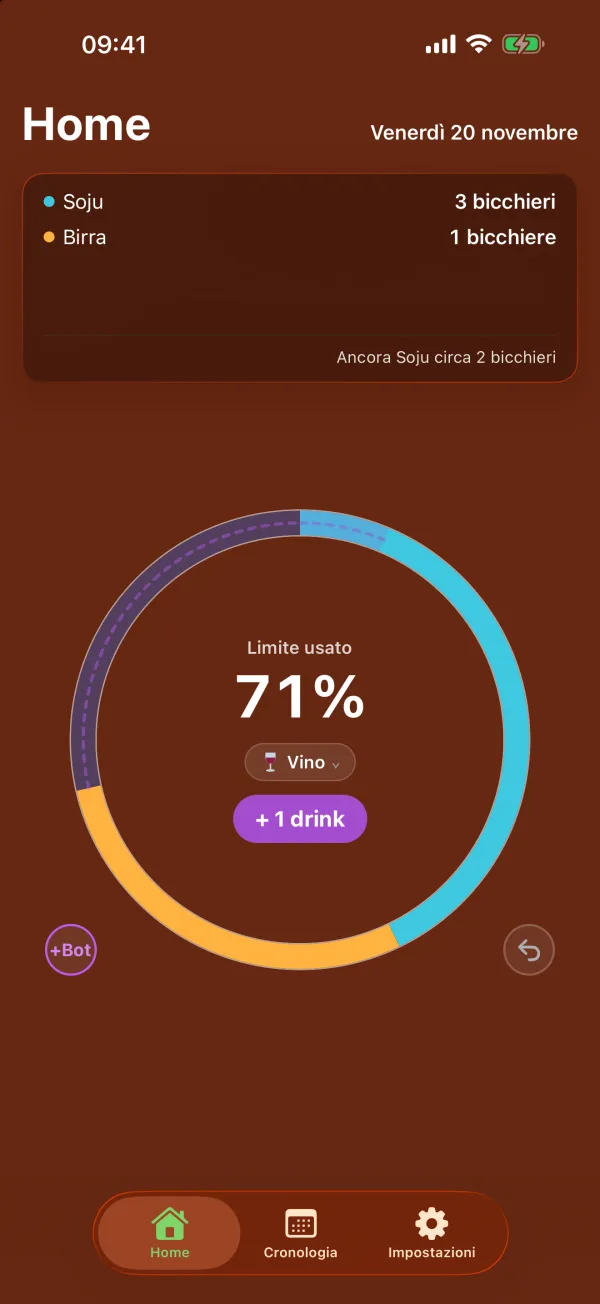 09:41
Home
Venerdì 20 novembre
Soju 3 bicchieri
Birra 1 bicchiere
Ancora Soju circa 2 bicchieri
Limite usato
71%
Vino
+ 1 drink
+Bot
Home Cronologia Impostazioni